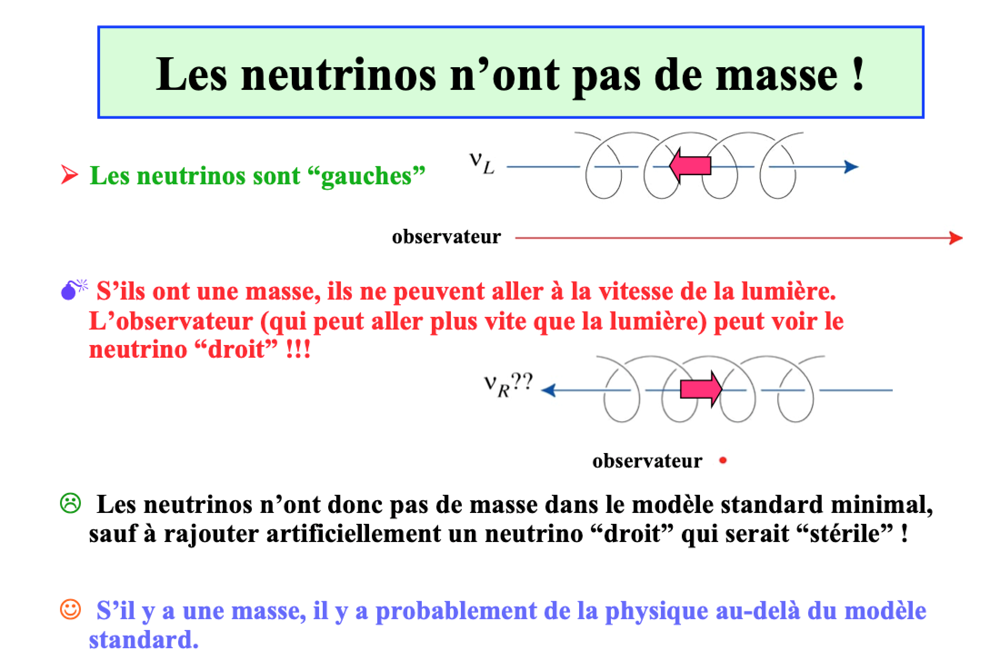 Les neutrinos n’ont pas de masse !
Les neutrinos sont “gauches”
νL
observateur
S’ils ont une masse, ils ne peuvent aller à la vitesse de la lumière.
L’observateur (qui peut aller plus vite que la lumière) peut voir le
neutrino “droit” !!!
νR??
observateur
Les neutrinos n’ont donc pas de masse dans le modèle standard minimal,
sauf à rajouter artificiellement un neutrino “droit” qui serait “stérile” !
S’il y a une masse, il y a probablement de la physique au-delà du modèle
standard.